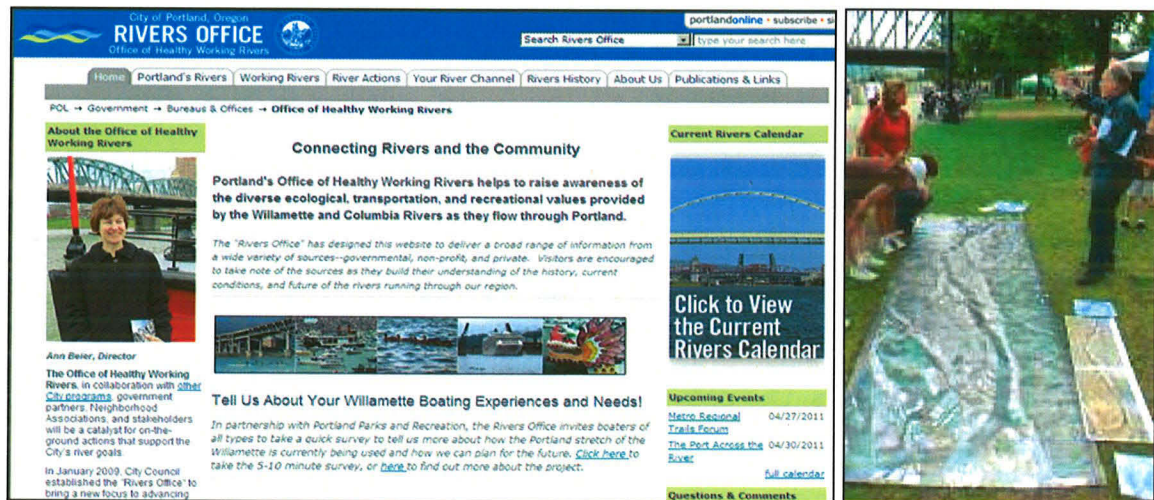 City of Portland, Oregon
RIVERS OFFICE
Office of Healthy Working Rivers
portlandonline • subscribe •
Search Rivers Office
type your search here
Home
Portland's Rivers
Working Rivers
River Actions
Your River Channel
Rivers History
About Us
Publications & Links
POL → Government → Bureaus & Offices → Office of Healthy Working Rivers
About the Office of Healthy
Working Rivers
Ann Beier, Director
The Office of Healthy Working
Rivers, in collaboration with other
City programs, government
partners, Neighborhood
Associations, and stakeholders
will be a catalyst for on-the-
ground actions that support the
City's river goals.
In January 2009, City Council
established the "Rivers Office" to
bring a new focus to advancing
Connecting Rivers and the Community
Portland's Office of Healthy Working Rivers helps to raise awareness of
the diverse ecological, transportation, and recreational values provided
by the Willamette and Columbia Rivers as they flow through Portland.
The "Rivers Office" has designed this website to deliver a broad range of information from
a wide variety of sources--governmental, non-profit, and private. Visitors are encouraged
to take note of the sources as they build their understanding of the history, current
conditions, and future of the rivers running through our region.
Tell Us About Your Willamette Boating Experiences and Needs!
In partnership with Portland Parks and Recreation, the Rivers Office invites boaters of
all types to take a quick survey to tell us more about how the Portland stretch of the
Willamette is currently being used and how we can plan for the future. Click here to
take the 5-10 minute survey, or here to find out more about the project.
Current Rivers Calendar
Click to View
the Current
Rivers Calendar
Upcoming Events
Metro Regional 04/27/2011
Trails Forum
The Port Across the 04/30/2011
River
full calendar
Questions & Comments